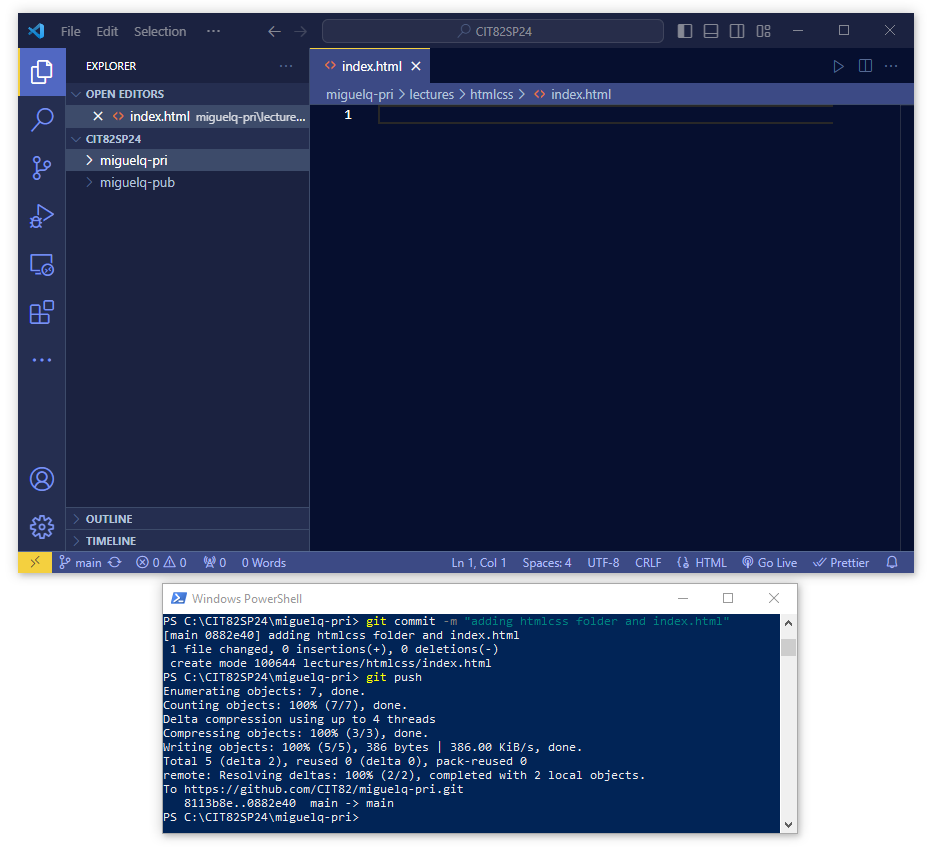 File Edit Selection ··· CIT82SP24
EXPLORER ···
index.html
OPEN EDITORS
miguelq-pri > lectures > htmlcss > <> index.html
index.html miguelq-pri\lecture...
1
CIT82SP24
miguelq-pri
miguelq-pub
OUTLINE
TIMELINE
main 0 0 0 0 Words Ln 1, Col 1 Spaces: 4 UTF-8 CRLF HTML Go Live Prettier
Windows PowerShell
PS C:\CIT82SP24\miguelq-pri> git commit -m "adding htmlcss folder and index.html"
[main 0882e40] adding htmlcss folder and index.html
1 file changed, 0 insertions(+), 0 deletions(-)
create mode 100644 lectures/htmlcss/index.html
PS C:\CIT82SP24\miguelq-pri> git push
Enumerating objects: 7, done.
Counting objects: 100% (7/7), done.
Delta compression using up to 4 threads
Compressing objects: 100% (3/3), done.
Writing objects: 100% (5/5), 386 bytes | 386.00 KiB/s, done.
Total 5 (delta 2), reused 0 (delta 0), pack-reused 0
remote: Resolving deltas: 100% (2/2), completed with 2 local objects.
To https://github.com/CIT82/miguelq-pri.git
8113b8e..0882e40 main -> main
PS C:\CIT82SP24\miguelq-pri>